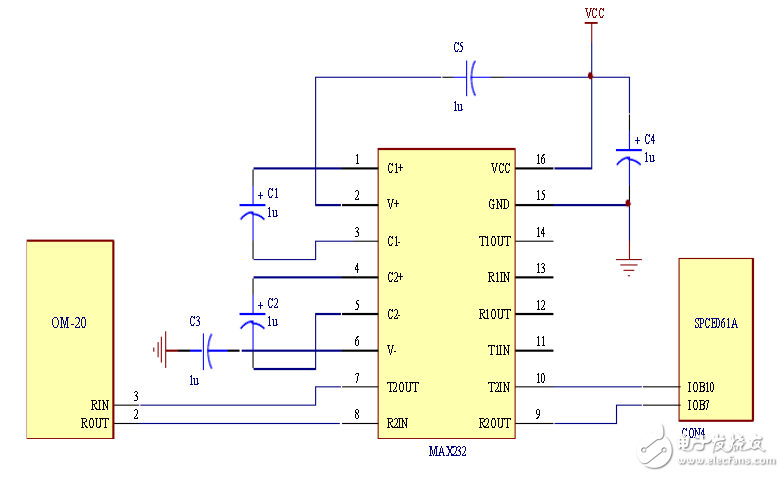 VCC
C5
1u
C4
1u
1 C1+ VCC 16
2 V+ GND 15
3 C1- T1OUT 14
4 C2+ R1IN 13
5 C2- R1OUT 12
6 V- T1IN 11
7 T2OUT T2IN 10
8 R2IN R2OUT 9
MAX232
+ C1
1u
+ C2
1u
C3
1u
OM-20
RIN 3
ROUT 2
SPCE061A
IOB10
IOB7
CON4
电子发烧友
www.elecfans.com